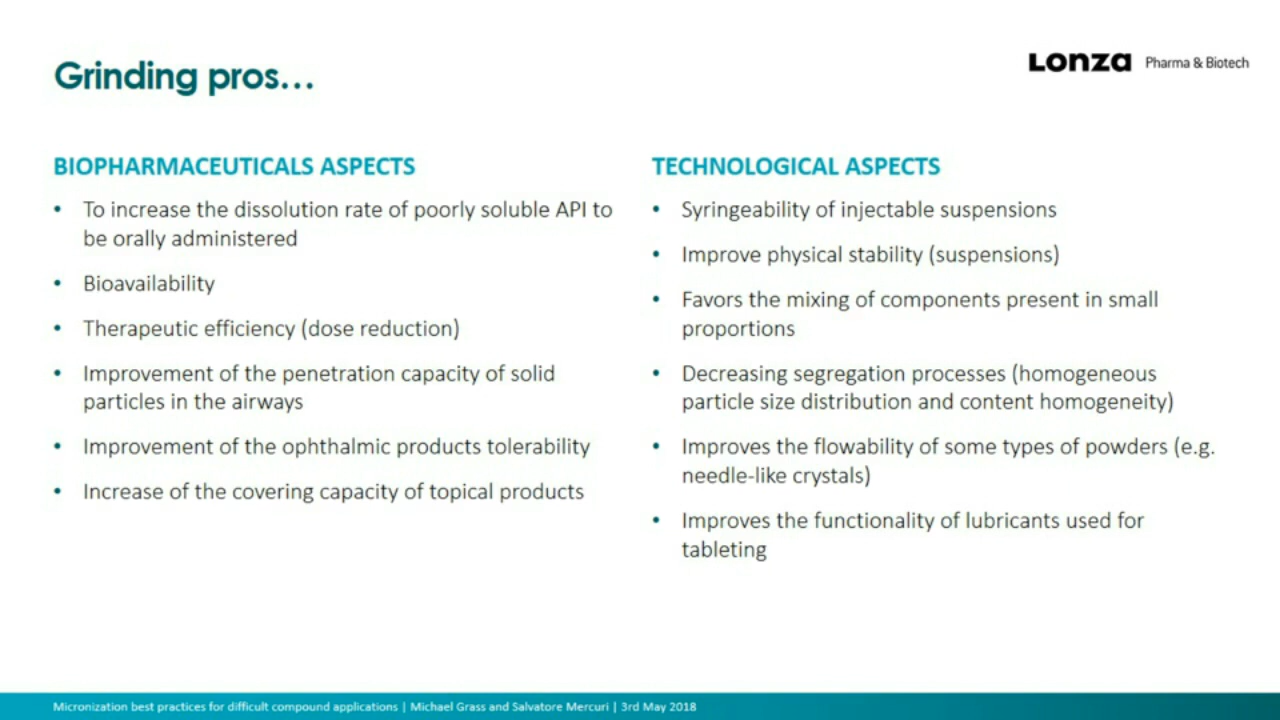 Grinding pros...
Lonza Pharma & Biotech
BIOPHARMACEUTICALS ASPECTS
• To increase the dissolution rate of poorly soluble API to
be orally administered
• Bioavailability
• Therapeutic efficiency (dose reduction)
• Improvement of the penetration capacity of solid
particles in the airways
• Improvement of the ophthalmic products tolerability
• Increase of the covering capacity of topical products
TECHNOLOGICAL ASPECTS
• Syringeability of injectable suspensions
• Improve physical stability (suspensions)
• Favors the mixing of components present in small
proportions
• Decreasing segregation processes (homogeneous
particle size distribution and content homogeneity)
• Improves the flowability of some types of powders (e.g.
needle-like crystals)
• Improves the functionality of lubricants used for
tableting
Micronization best practices for difficult compound applications | Michael Grass and Salvatore Mercuri | 3rd May 2018